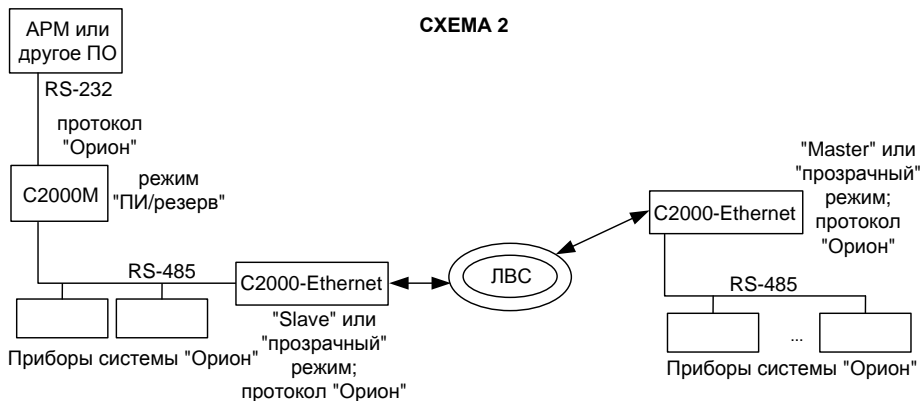 СХЕМА 2
АРМ или
другое ПО
RS-232
протокол
"Орион"
С2000М
режим
"ПИ/резерв"
RS-485
С2000-Ethernet
"Slave" или
"прозрачный"
режим;
протокол "Орион"
Приборы системы "Орион"
ЛВС
"Master" или
"прозрачный"
режим;
протокол
"Орион"
С2000-Ethernet
RS-485
...
Приборы системы "Орион"